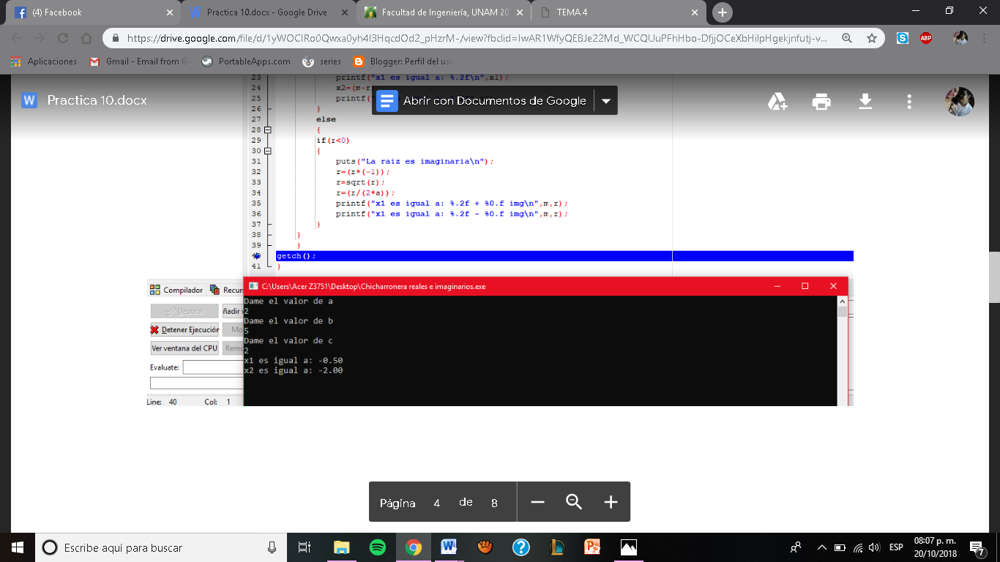 (4) Facebook
Practica 10.docx - Google Drive
Facultad de Ingeniería, UNAM 20
TEMA 4
https://drive.google.com/file/d/1yWOClRo0Qwxa0yh4l3HqcdOd2_pHzrM-/view?fbclid=IwAR1WfyQEBJe22Md_WCQUuPFhHbo-DfjjOCeXbHilpHgekjnfutj-v...
ABP
Aplicaciones
Gmail - Email from G
PortableApps.com
series
Blogger: Perfil del usu
W Practica 10.docx
Abrir con Documentos de Google
23 printf("x1 es igual a: %.2f\n",x1);
24 x2=(m-r
25 printf("
26 }
27 else
28 {
29 if(r<0)
30 {
31 puts("La raiz es imaginaria\n");
32 r=(r*(-1));
33 r=sqrt(r);
34 r=(r/(2*a));
35 printf("x1 es igual a: %.2f + %0.f img\n",m,r);
36 printf("x1 es igual a: %.2f - %0.f img\n",m,r);
37 }
38 }
39 }
40 getch();
41 }
Compilador
Recurs
Depurar
ñadir v
Detener Ejecución
Mo
Ver ventana del CPU
Remo
Evaluate:
Line: 40 Col: 1
C:\Users\Acer Z3751\Desktop\Chicharronera reales e imaginarios.exe
Dame el valor de a
2
Dame el valor de b
5
Dame el valor de c
2
x1 es igual a: -0.50
x2 es igual a: -2.00
Página 4 de 8
Escribe aquí para buscar
ESP
08:07 p. m.
20/10/2018
7